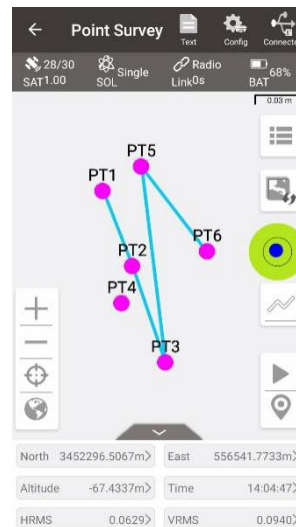 Point Survey
Text Config Connecte
28/30 Single Radio 68%
SAT1.00 SOL Link0s BAT
0.03 m
PT5
PT1
PT6
PT2
PT4
PT3
North 3452296.5067m> East 556541.7733m>
Altitude -67.4337m> Time 14:04:47>
HRMS 0.0629> VRMS 0.0940>